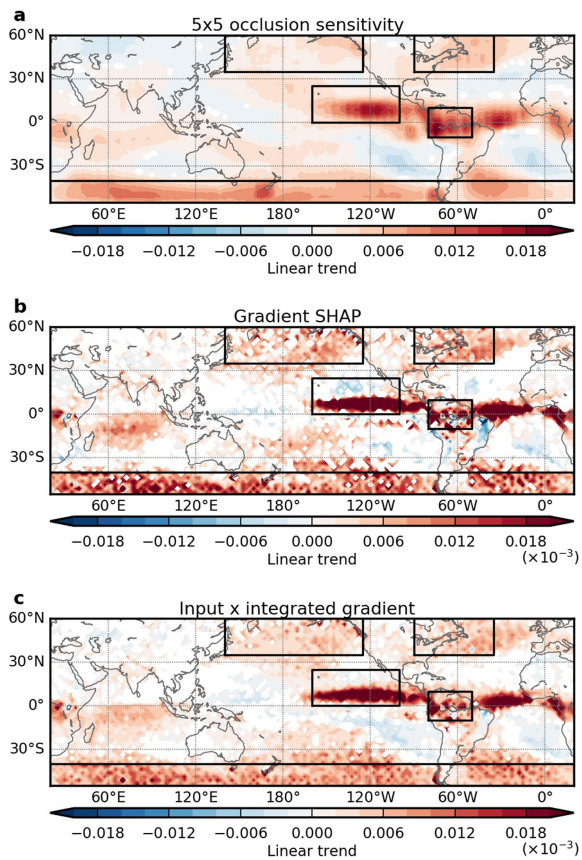 a
5x5 occlusion sensitivity
60°N
30°N
0°
30°S
60°E 120°E 180° 120°W 60°W 0°
−0.018 −0.012 −0.006 0.000 0.006 0.012 0.018
Linear trend
b
Gradient SHAP
60°N
30°N
0°
30°S
60°E 120°E 180° 120°W 60°W 0°
−0.018 −0.012 −0.006 0.000 0.006 0.012 0.018
Linear trend (×10⁻³)
c
Input x integrated gradient
60°N
30°N
0°
30°S
60°E 120°E 180° 120°W 60°W 0°
−0.018 −0.012 −0.006 0.000 0.006 0.012 0.018
Linear trend (×10⁻³)